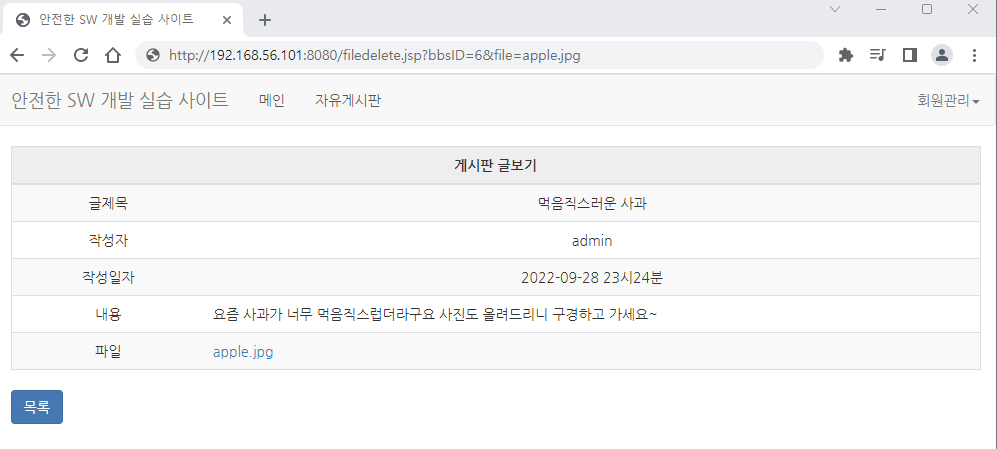 안전한 SW 개발 실습 사이트
http://192.168.56.101:8080/filedelete.jsp?bbsID=6&file=apple.jpg
안전한 SW 개발 실습 사이트 메인 자유게시판 회원관리
게시판 글보기
글제목 먹음직스러운 사과
작성자 admin
작성일자 2022-09-28 23시24분
내용 요즘 사과가 너무 먹음직스럽더라구요 사진도 올려드리니 구경하고 가세요~
파일 apple.jpg
목록